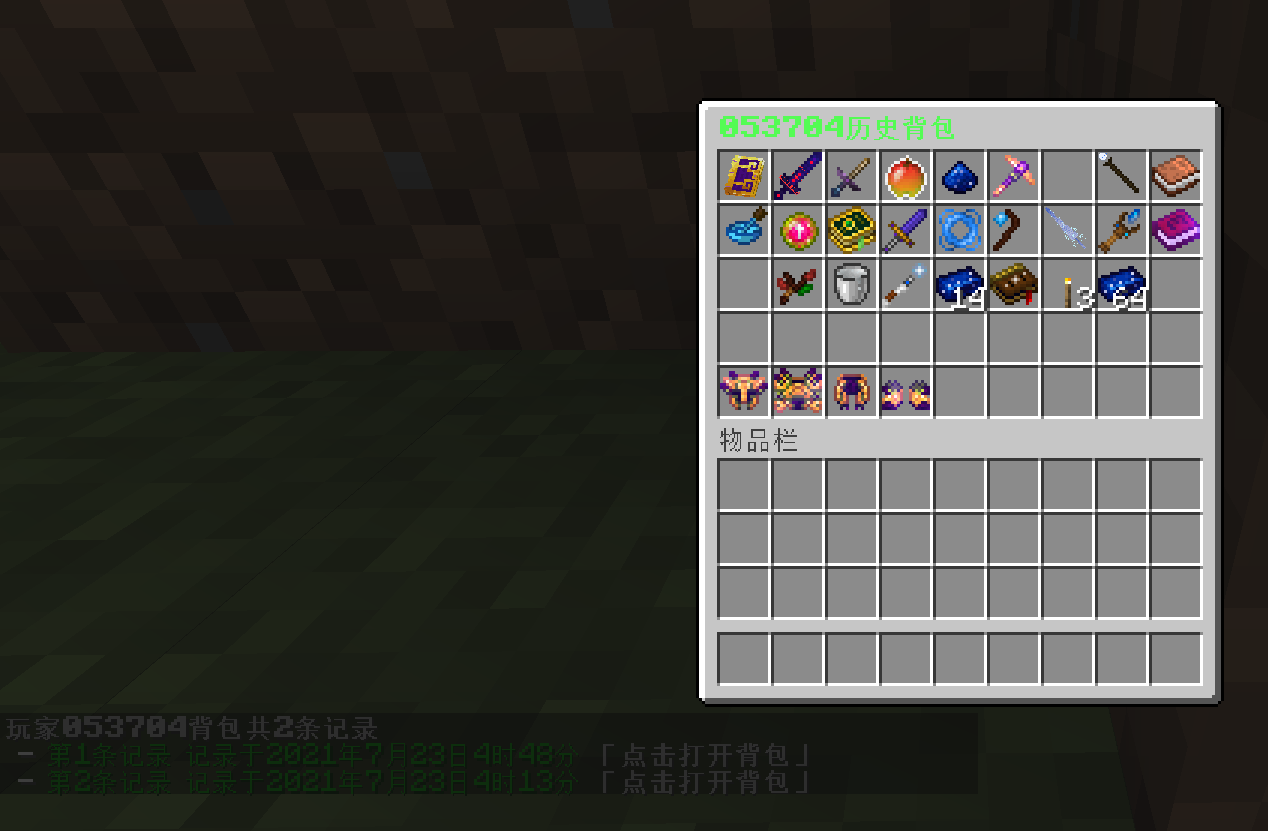 053704历史背包
14
3
64
物品栏
玩家053704背包共2条记录
- 第1条记录 记录于2021年7月23日4时48分 「点击打开背包」
- 第2条记录 记录于2021年7月23日4时13分 「点击打开背包」